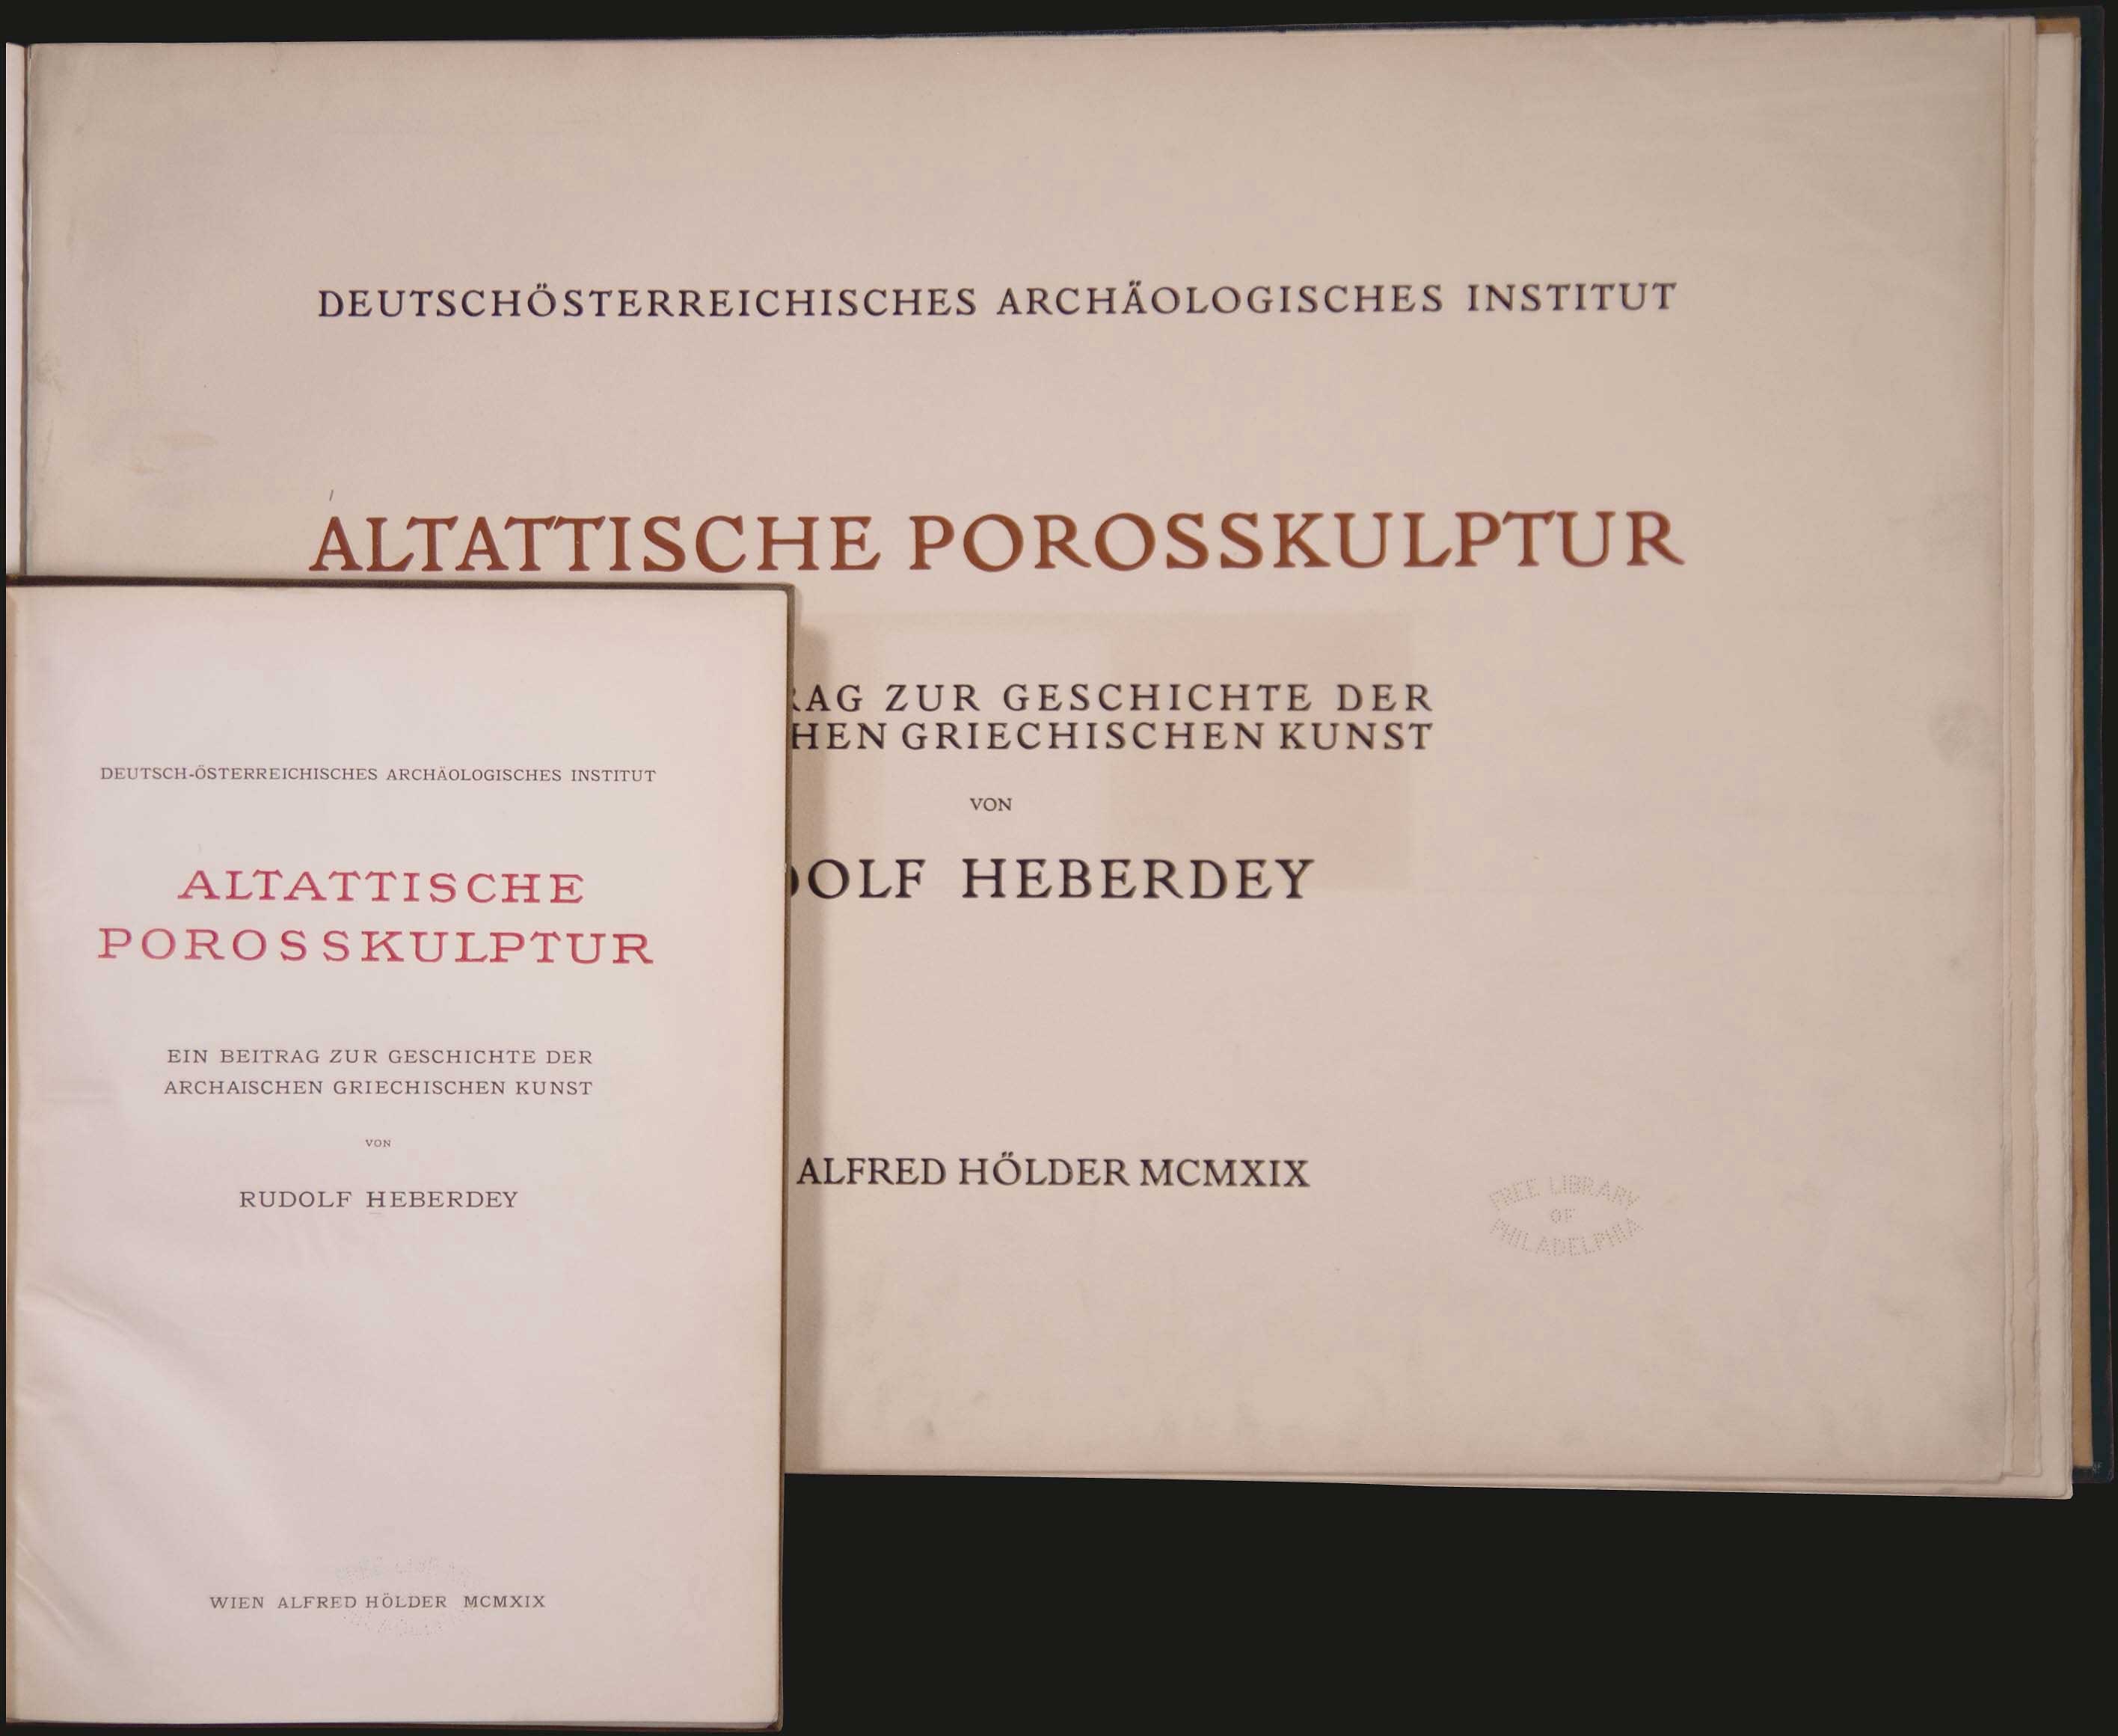 DEUTSCHÖSTERREICHISCHES ARCHÄOLOGISCHES INSTITUT
ALTATTISCHE POROSSKULPTUR
RAG ZUR GESCHICHTE DER
HEN GRIECHISCHEN KUNST
VON
DOLF HEBERDEY
ALFRED HÖLDER MCMXIX
FREE LIBRARY
OF
PHILADELPHIA
DEUTSCH-ÖSTERREICHISCHES ARCHÄOLOGISCHES INSTITUT
ALTATTISCHE
POROSSKULPTUR
EIN BEITRAG ZUR GESCHICHTE DER
ARCHAISCHEN GRIECHISCHEN KUNST
VON
RUDOLF HEBERDEY
WIEN ALFRED HÖLDER MCMXIX